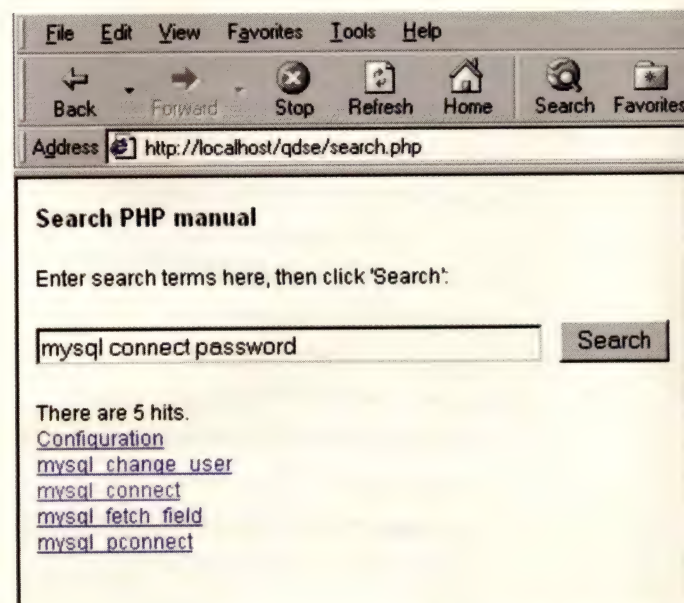 File Edit View Favorites Tools Help
Back Forward Stop Refresh Home Search Favorites
Address http://localhost/qdse/search.php
Search PHP manual
Enter search terms here, then click 'Search':
mysql connect password Search
There are 5 hits.
Configuration
mysql_change_user
mysql_connect
mysql_fetch_field
mysql_pconnect